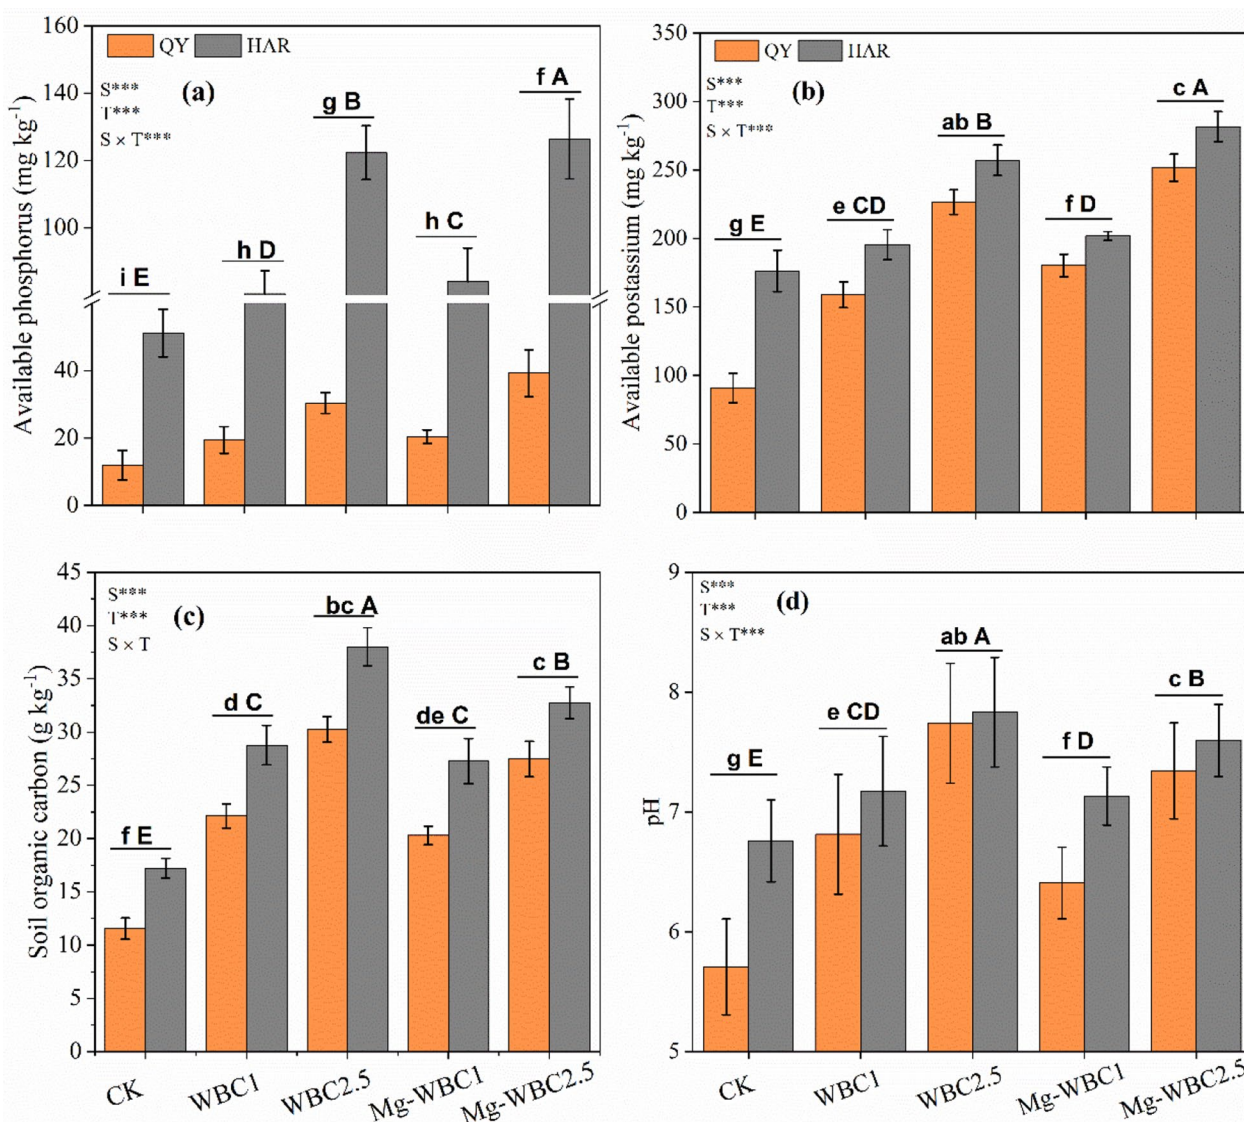 Available phosphorus (mg kg⁻¹)
160
140
120
100
40
20
0
QY HAR
S***
T***
S × T***
(a)
i E
h D
g B
h C
f A
Available postassium (mg kg⁻¹)
350
300
250
200
150
100
50
0
QY HAR
S***
T***
S × T***
(b)
g E
e CD
ab B
f D
c A
Soil organic carbon (g kg⁻¹)
45
40
35
30
25
20
15
10
5
0
S***
T***
S × T
(c)
f E
d C
bc A
de C
c B
CK
WBC1
WBC2.5
Mg-WBC1
Mg-WBC2.5
pH
9
8
7
6
5
S***
T***
S × T***
(d)
g E
e CD
ab A
f D
c B
CK
WBC1
WBC2.5
Mg-WBC1
Mg-WBC2.5